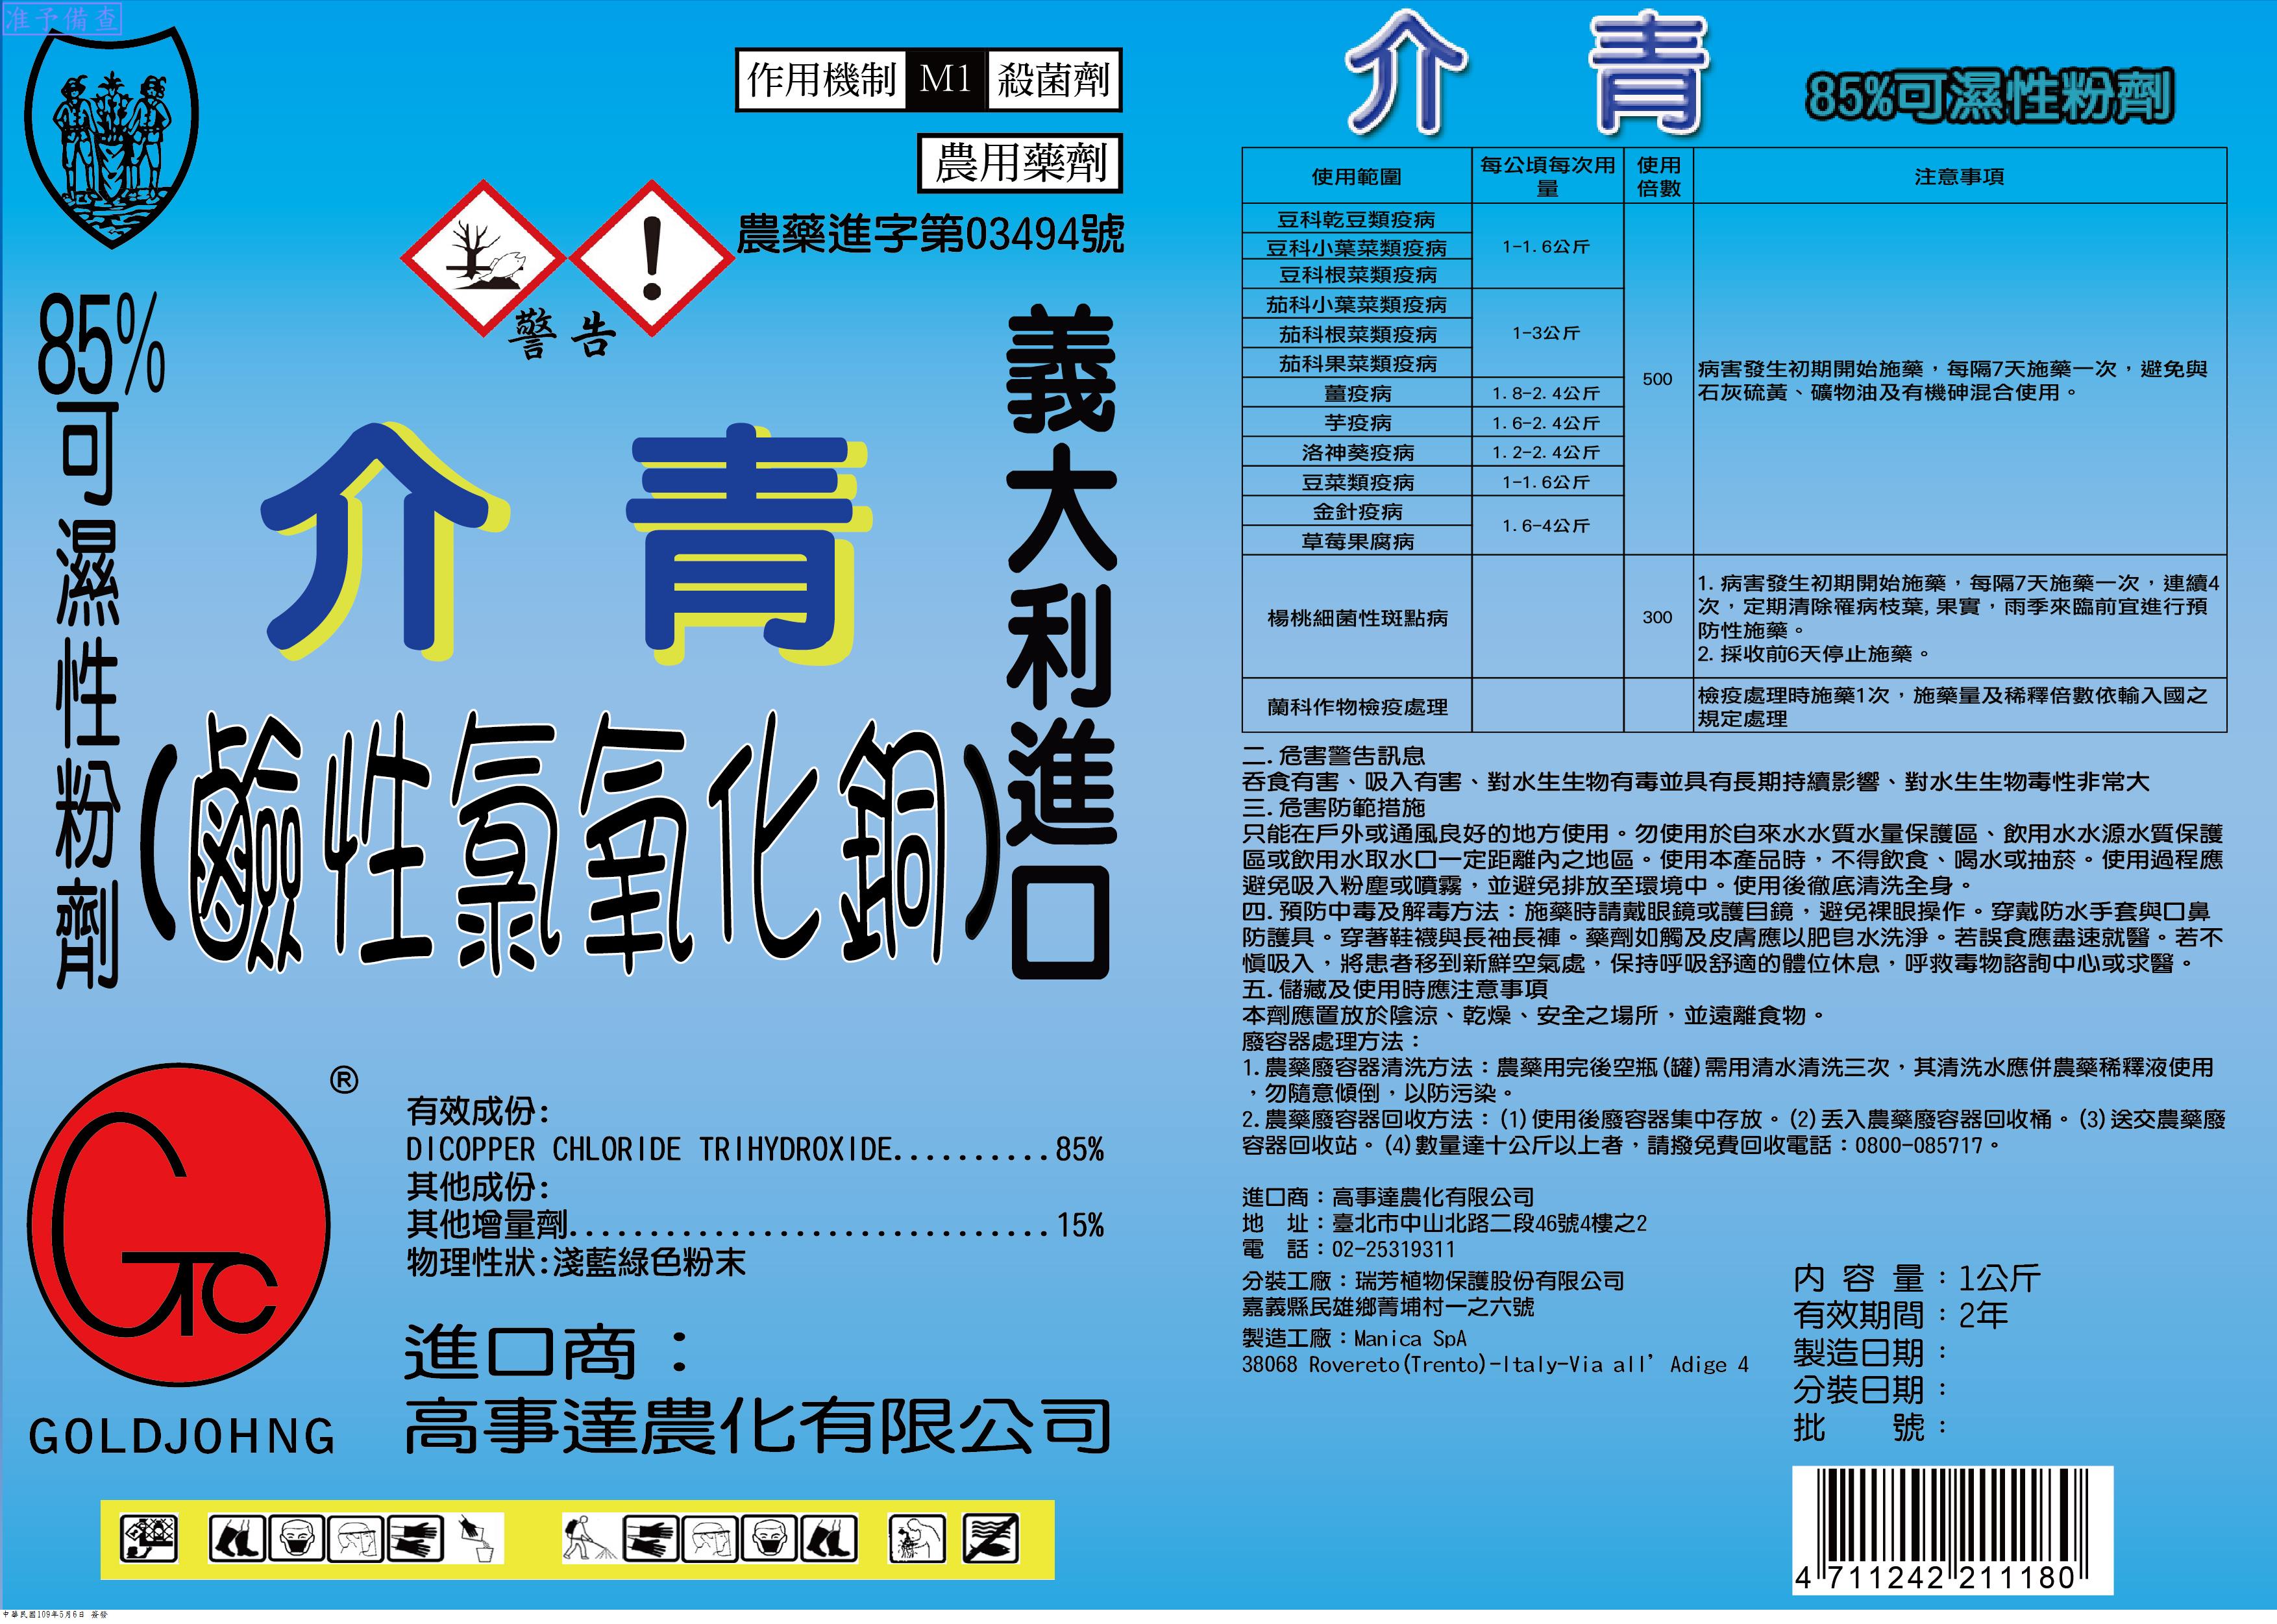 准予備查
作用機制 M1 殺菌劑
農用藥劑
農藥進字第03494號
警告
85%可濕性粉劑
介青
(鹼性氯氧化銅)
義大利進口
®
GTC
GOLDJOHNG
有效成份:
DICOPPER CHLORIDE TRIHYDROXIDE..........85%
其他成份:
其他增量劑..............................15%
物理性狀:淺藍綠色粉末
進口商：
高事達農化有限公司
中華民國109年5月6日 簽發
介青
85%可濕性粉劑
使用範圍 每公頃每次用量 使用倍數 注意事項
豆科乾豆類疫病
豆科小葉菜類疫病 1-1.6公斤
豆科根菜類疫病
茄科小葉菜類疫病
茄科根菜類疫病 1-3公斤
茄科果菜類疫病
薑疫病 1.8-2.4公斤
芋疫病 1.6-2.4公斤
洛神葵疫病 1.2-2.4公斤
豆菜類疫病 1-1.6公斤
金針疫病
草莓果腐病 1.6-4公斤
500
病害發生初期開始施藥，每隔7天施藥一次，避免與
石灰硫黃、礦物油及有機砷混合使用。
楊桃細菌性斑點病 300
1.病害發生初期開始施藥，每隔7天施藥一次，連續4
次，定期清除罹病枝葉,果實，雨季來臨前宜進行預
防性施藥。
2.採收前6天停止施藥。
蘭科作物檢疫處理
檢疫處理時施藥1次，施藥量及稀釋倍數依輸入國之
規定處理
二.危害警告訊息
吞食有害、吸入有害、對水生生物有毒並具有長期持續影響、對水生生物毒性非常大
三.危害防範措施
只能在戶外或通風良好的地方使用。勿使用於自來水水質水量保護區、飲用水水源水質保護
區或飲用水取水口一定距離內之地區。使用本產品時，不得飲食、喝水或抽菸。使用過程應
避免吸入粉塵或噴霧，並避免排放至環境中。使用後徹底清洗全身。
四.預防中毒及解毒方法：施藥時請戴眼鏡或護目鏡，避免裸眼操作。穿戴防水手套與口鼻
防護具。穿著鞋襪與長袖長褲。藥劑如觸及皮膚應以肥皂水洗淨。若誤食應盡速就醫。若不
慎吸入，將患者移到新鮮空氣處，保持呼吸舒適的體位休息，呼救毒物諮詢中心或求醫。
五.儲藏及使用時應注意事項
本劑應置放於陰涼、乾燥、安全之場所，並遠離食物。
廢容器處理方法：
1.農藥廢容器清洗方法：農藥用完後空瓶(罐)需用清水清洗三次，其清洗水應併農藥稀釋液使用
，勿隨意傾倒，以防污染。
2.農藥廢容器回收方法：(1)使用後廢容器集中存放。(2)丟入農藥廢容器回收桶。(3)送交農藥廢
容器回收站。(4)數量達十公斤以上者，請撥免費回收電話：0800-085717。
進口商：高事達農化有限公司
地　址：臺北市中山北路二段46號4樓之2
電　話：02-25319311
分裝工廠：瑞芳植物保護股份有限公司
嘉義縣民雄鄉菁埔村一之六號
製造工廠：Manica SpA
38068 Rovereto(Trento)-Italy-Via all’Adige 4
內容量：1公斤
有效期間：2年
製造日期：
分裝日期：
批　　號：
4 711242 211180